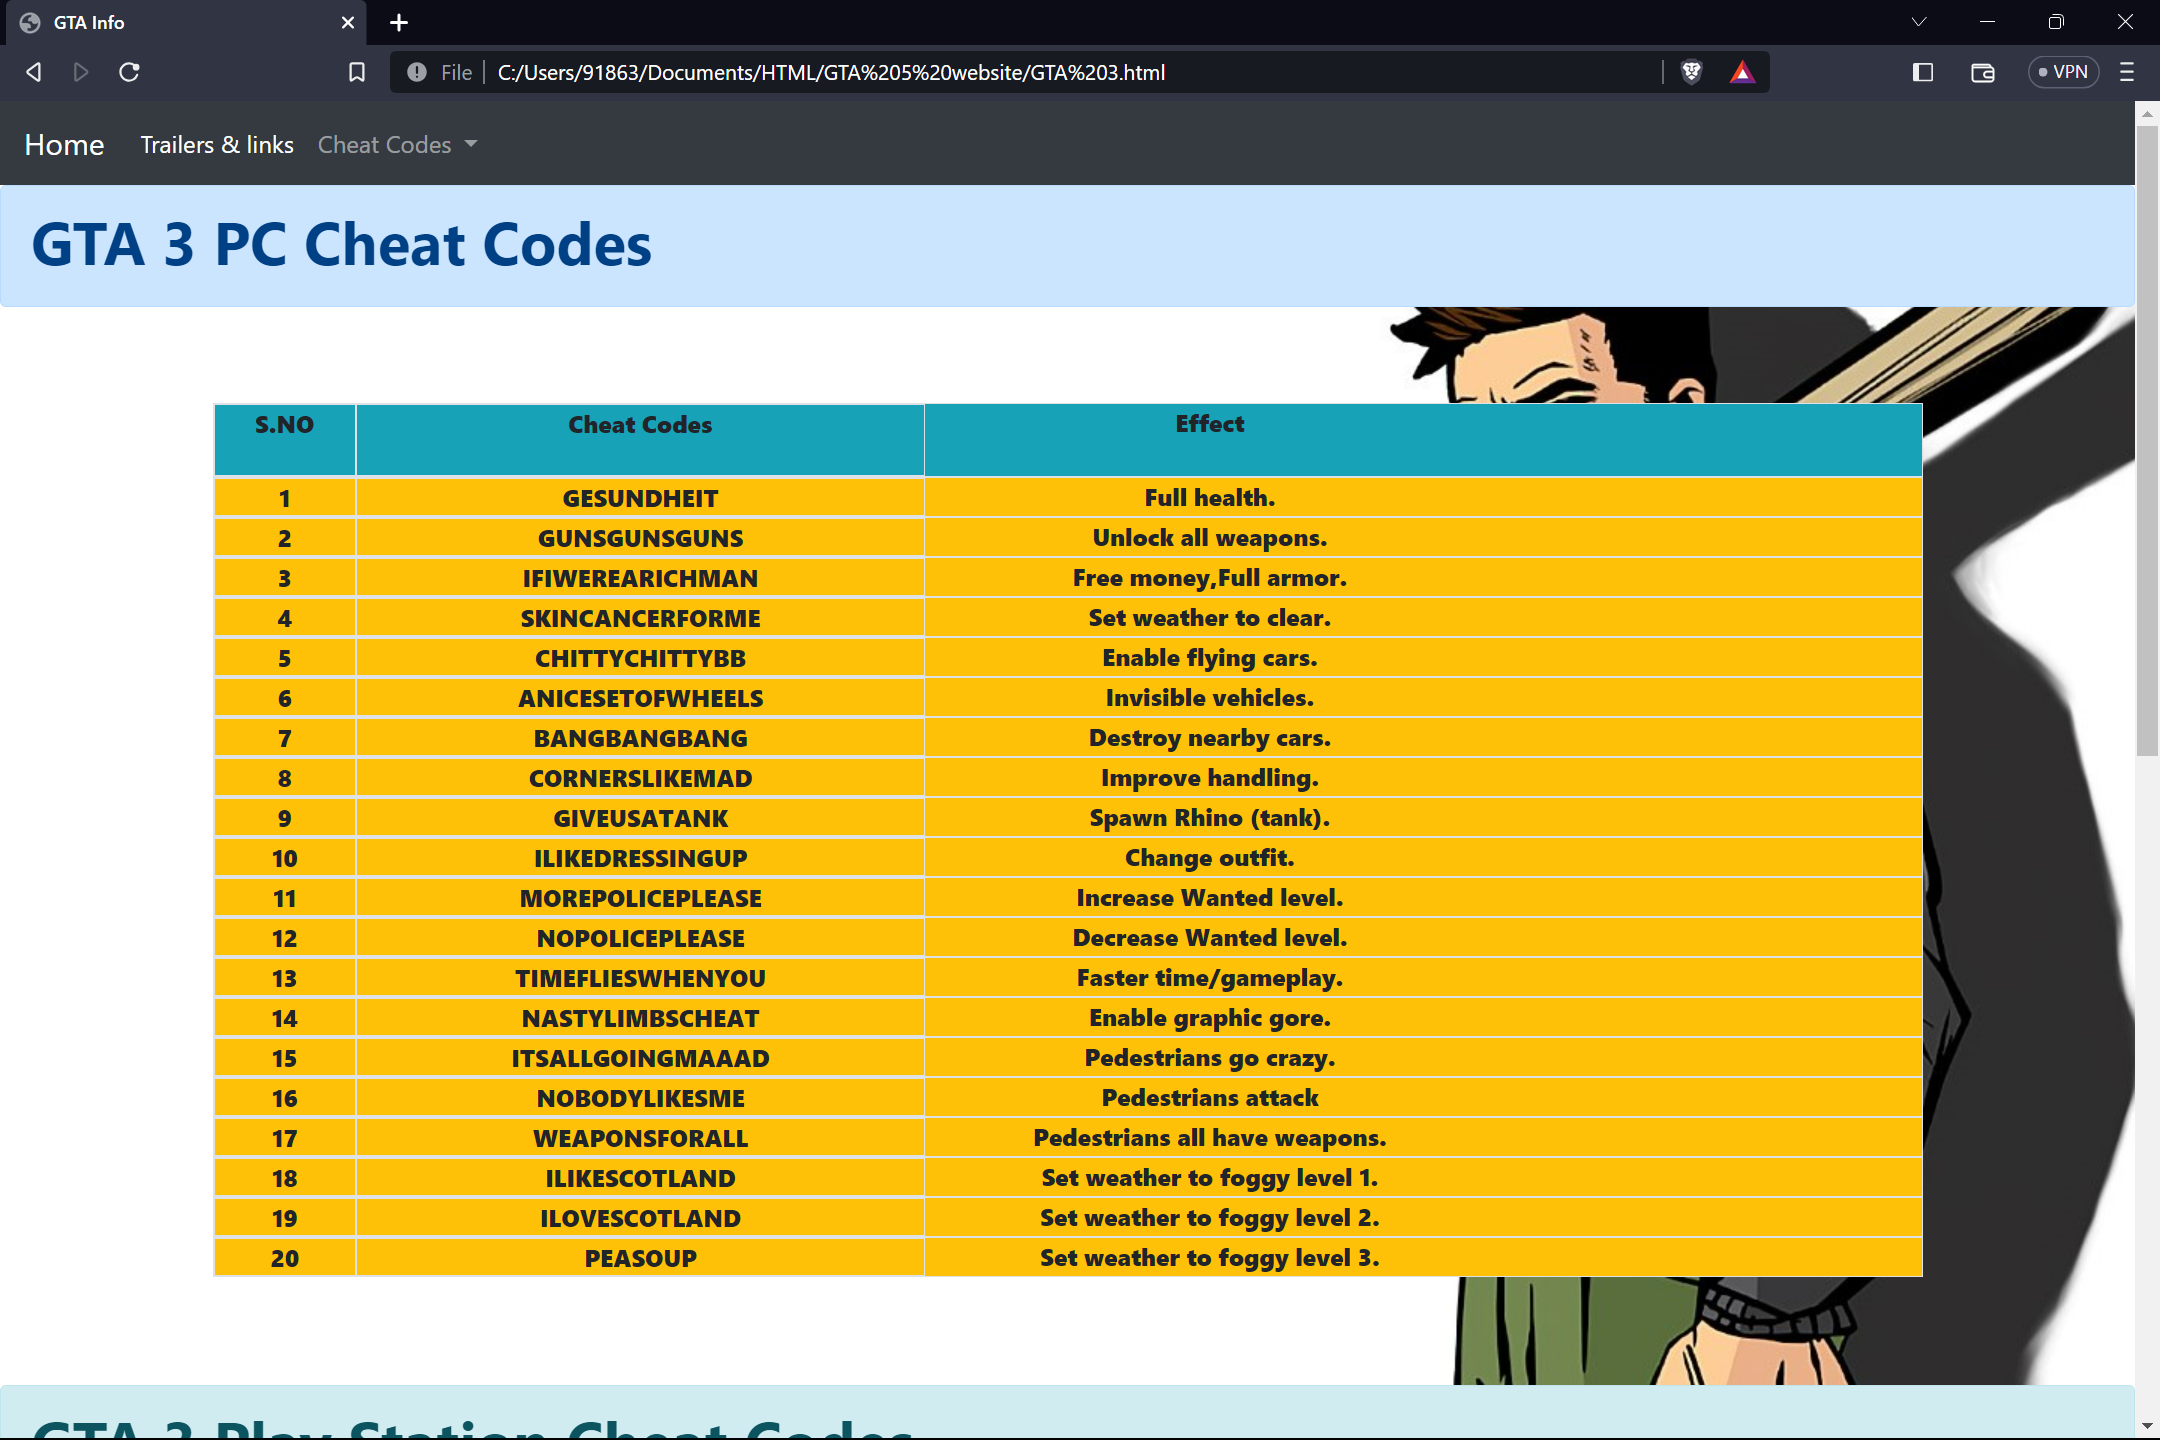 GTA Info
File
C:/Users/91863/Documents/HTML/GTA%205%20website/GTA%203.html
VPN
Home Trailers & links Cheat Codes
GTA 3 PC Cheat Codes
S.NO Cheat Codes Effect
1 GESUNDHEIT Full health.
2 GUNSGUNSGUNS Unlock all weapons.
3 IFIWEREARICHMAN Free money,Full armor.
4 SKINCANCERFORME Set weather to clear.
5 CHITTYCHITTYBB Enable flying cars.
6 ANICESETOFWHEELS Invisible vehicles.
7 BANGBANGBANG Destroy nearby cars.
8 CORNERSLIKEMAD Improve handling.
9 GIVEUSATANK Spawn Rhino (tank).
10 ILIKEDRESSINGUP Change outfit.
11 MOREPOLICEPLEASE Increase Wanted level.
12 NOPOLICEPLEASE Decrease Wanted level.
13 TIMEFLIESWHENYOU Faster time/gameplay.
14 NASTYLIMBSCHEAT Enable graphic gore.
15 ITSALLGOINGMAAAD Pedestrians go crazy.
16 NOBODYLIKESME Pedestrians attack
17 WEAPONSFORALL Pedestrians all have weapons.
18 ILIKESCOTLAND Set weather to foggy level 1.
19 ILOVESCOTLAND Set weather to foggy level 2.
20 PEASOUP Set weather to foggy level 3.
GTA 3 Play Station Cheat Codes